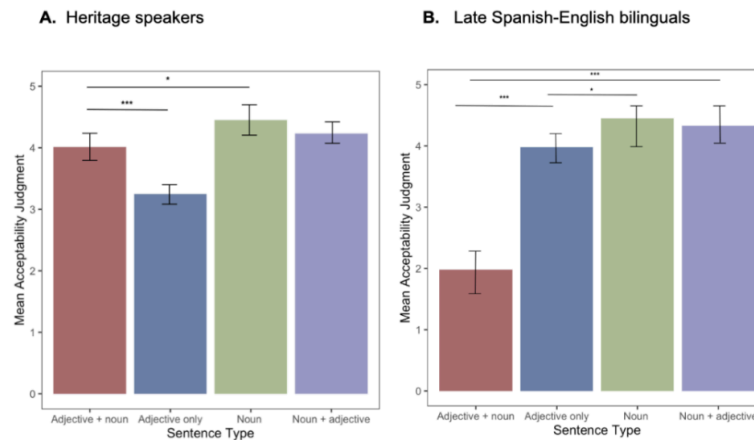 A. Heritage speakers
*
***
5
4
3
2
1
0
Mean Acceptability Judgment
Adjective + noun Adjective only Noun Noun + adjective
Sentence Type
B. Late Spanish-English bilinguals
***
*
***
5
4
3
2
1
0
Mean Acceptability Judgment
Adjective + noun Adjective only Noun Noun + adjective
Sentence Type